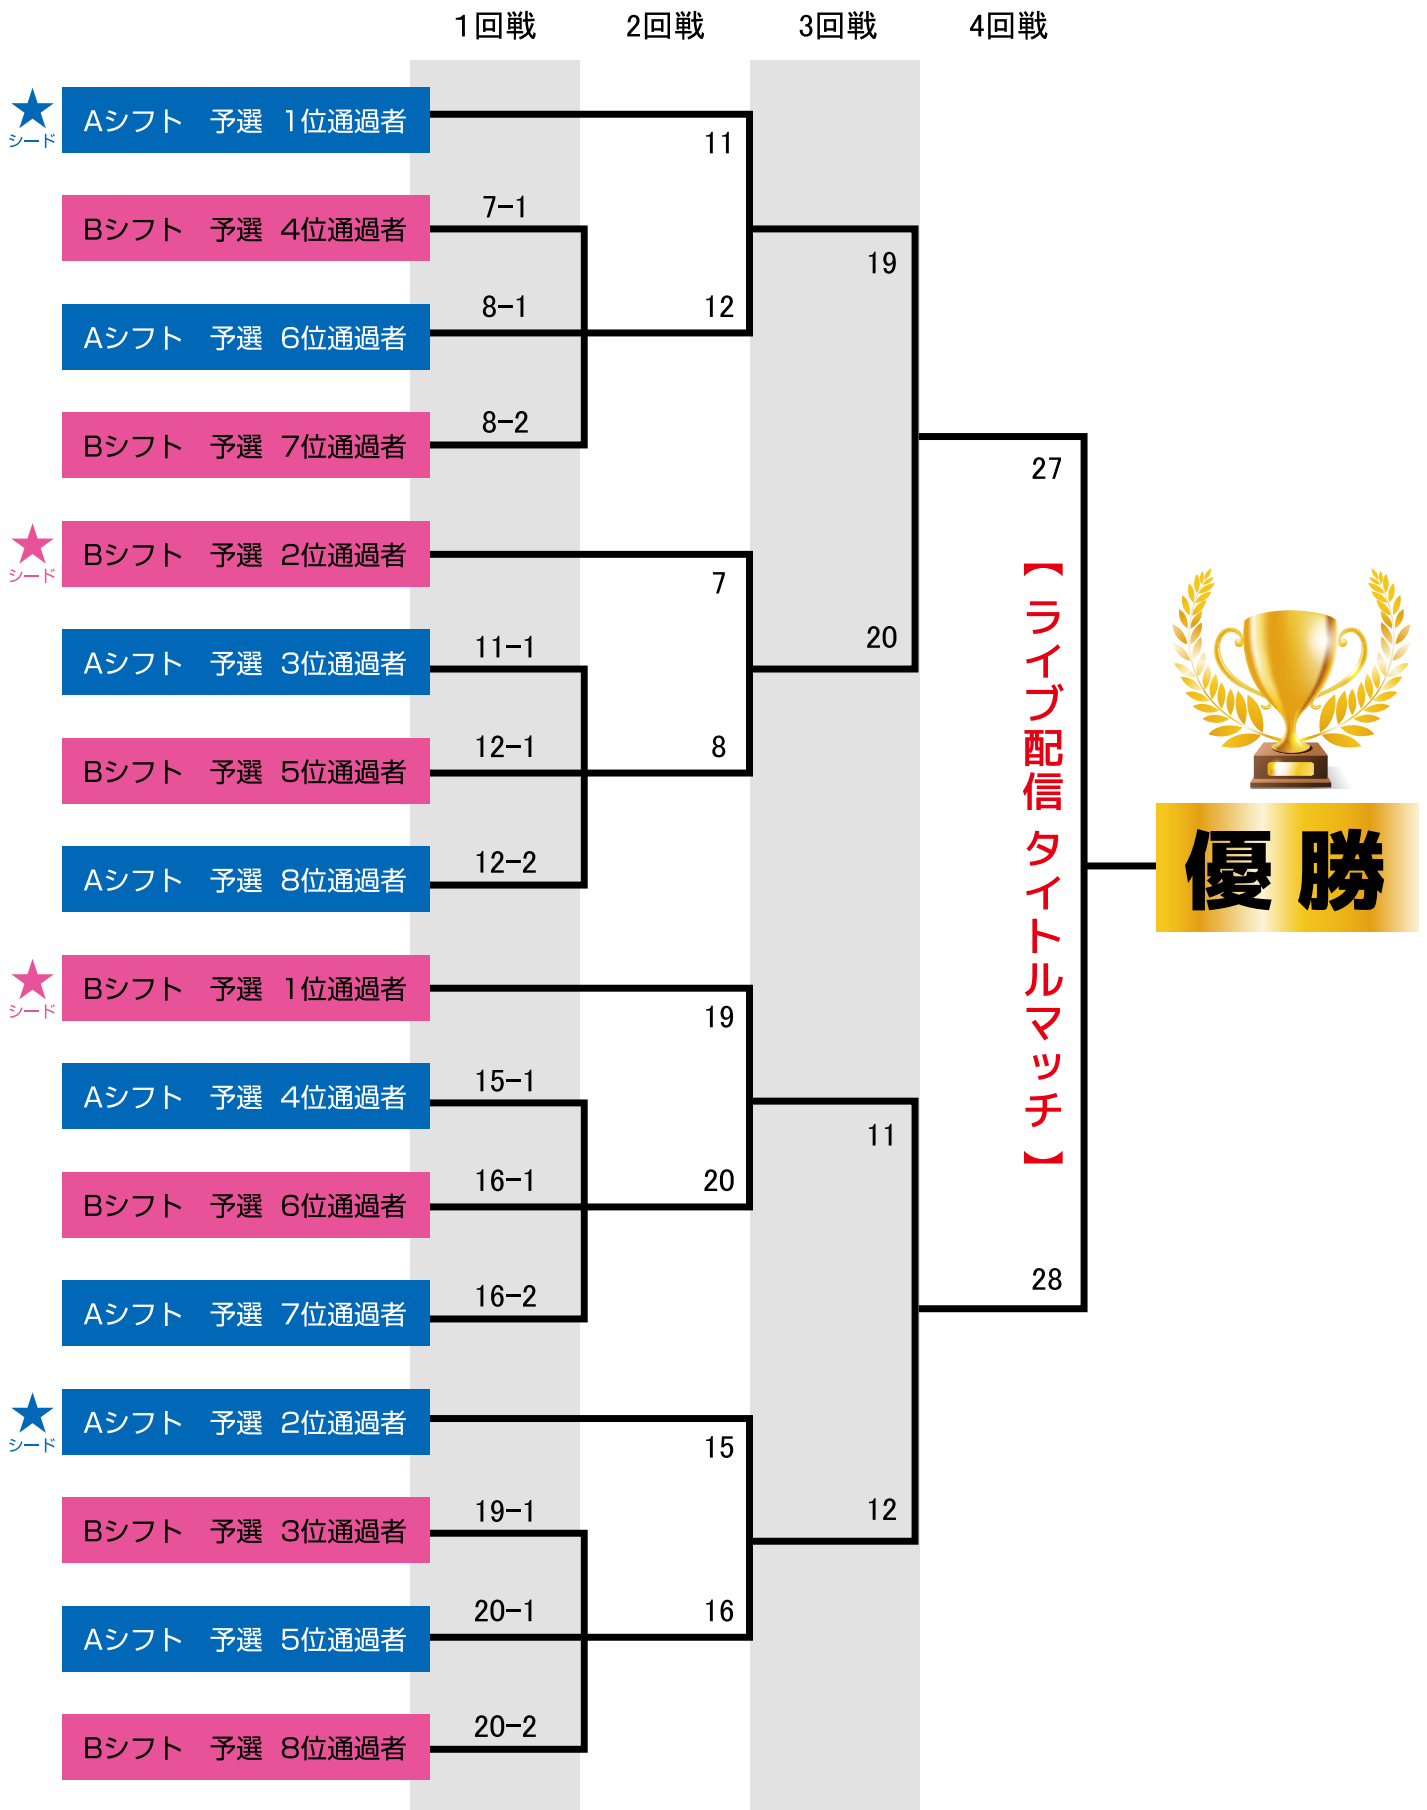 1回戦 2回戦 3回戦 4回戦
シード
Aシフト 予選 1位通過者
11
Bシフト 予選 4位通過者
7-1
19
Aシフト 予選 6位通過者
8-1
12
Bシフト 予選 7位通過者
8-2
27
シード
Bシフト 予選 2位通過者
7
Aシフト 予選 3位通過者
11-1
20
Bシフト 予選 5位通過者
12-1
8
Aシフト 予選 8位通過者
12-2
【 ライブ配信 タイトルマッチ 】
優勝
シード
Bシフト 予選 1位通過者
19
Aシフト 予選 4位通過者
15-1
11
Bシフト 予選 6位通過者
16-1
20
Aシフト 予選 7位通過者
16-2
28
シード
Aシフト 予選 2位通過者
15
Bシフト 予選 3位通過者
19-1
12
Aシフト 予選 5位通過者
20-1
16
Bシフト 予選 8位通過者
20-2